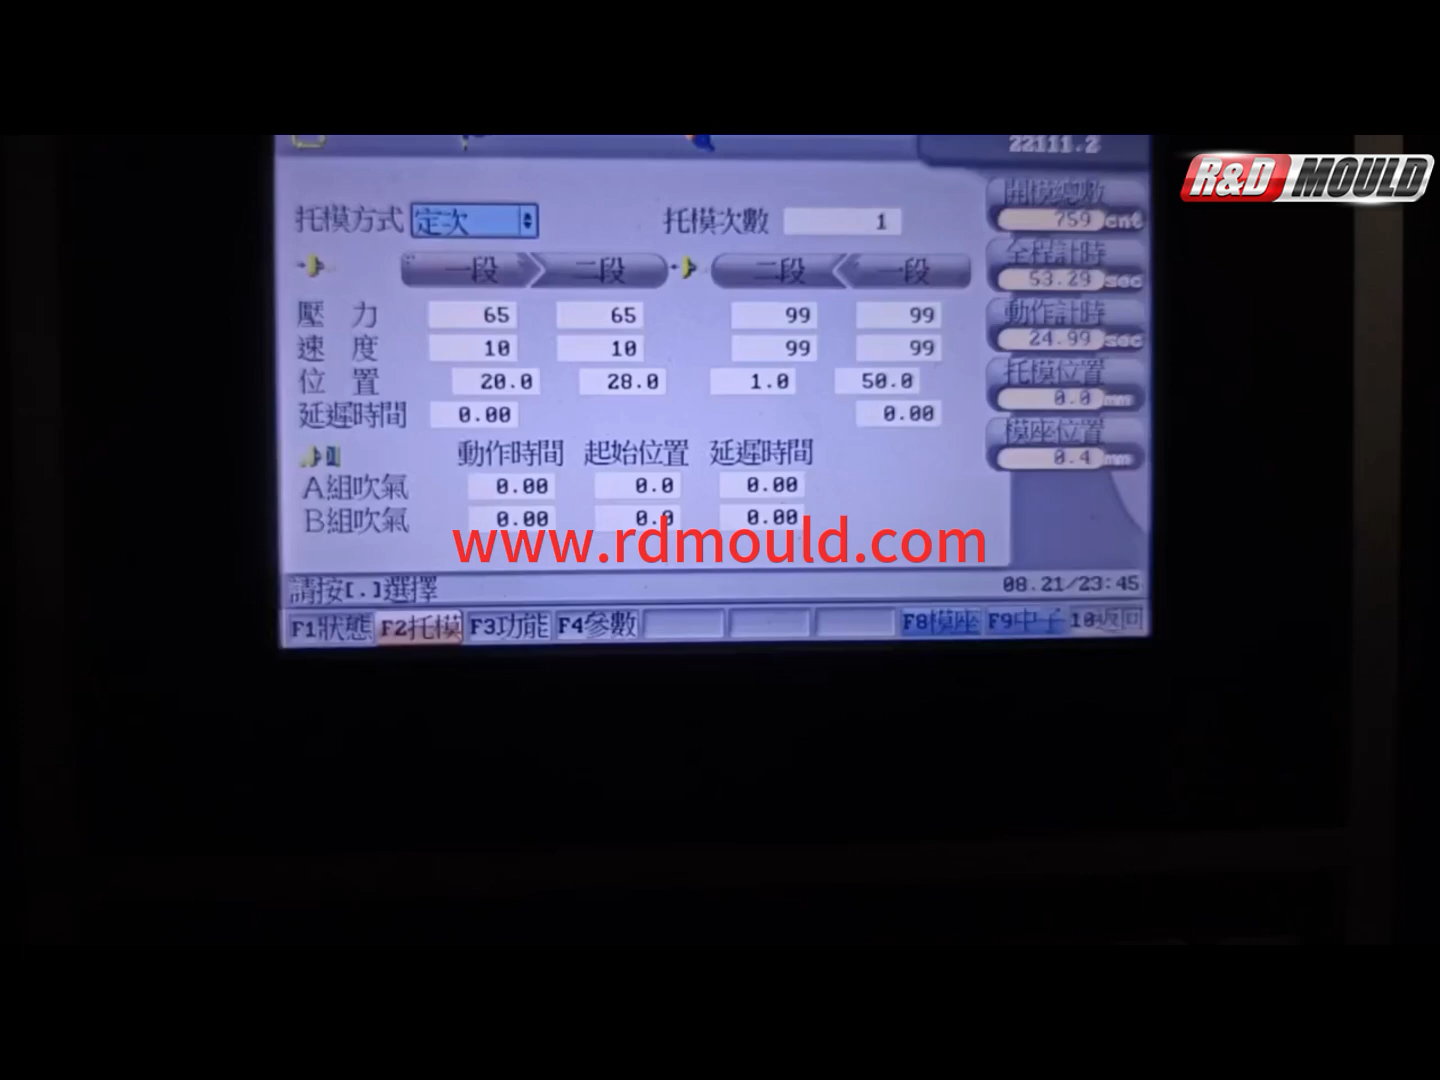 22111.2
R&D MOULD
開模總數
759 cnt
托模方式 定次 托模次數 1
全程計時
53.29 sec
一段 二段 二段 一段
壓力 65 65 99 99
動作計時
24.99 sec
速度 10 10 99 99
位置 20.0 28.0 1.0 50.0
托模位置
0.0 mm
延遲時間 0.00 0.00
模座位置
0.4 mm
動作時間 起始位置 延遲時間
A組吹氣 0.00 0.0 0.00
B組吹氣 0.00 0.0 0.00
www.rdmould.com
請按[.]選擇 08.21/23:45
F1狀態 F2托模 F3功能 F4參數 F8模座 F9中子 10返回